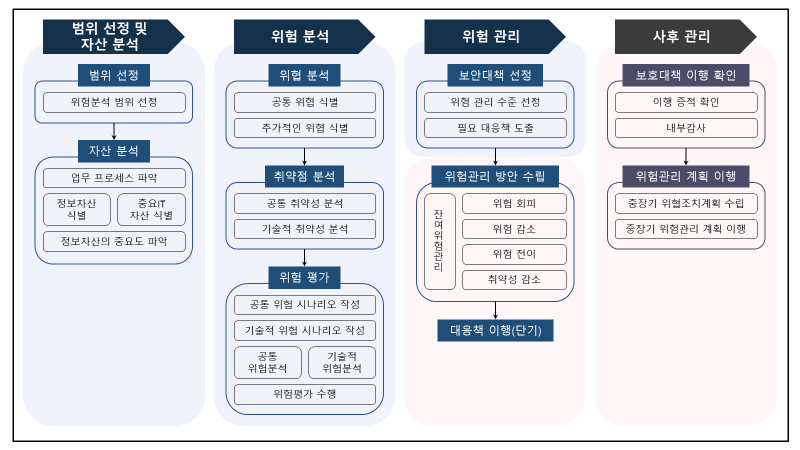 범위 선정 및
자산 분석
범위 선정
위험분석 범위 선정
자산 분석
업무 프로세스 파악
정보자산
식별
중요IT
자산 식별
정보자산의 중요도 파악
위험 분석
위협 분석
공통 위협 식별
추가적인 위협 식별
취약점 분석
공통 취약성 분석
기술적 취약성 분석
위험 평가
공통 위험 시나리오 작성
기술적 위험 시나리오 작성
공통
위험분석
기술적
위험분석
위험평가 수행
위험 관리
보안대책 선정
위험 관리 수준 선정
필요 대응책 도출
위험관리 방안 수립
잔여위험관리
위험 회피
위험 감소
위험 전이
취약성 감소
대응책 이행(단기)
사후 관리
보호대책 이행 확인
이행 증적 확인
내부감사
위험관리 계획 이행
중장기 위협조치계획 수립
중장기 위험관리 계획 이행